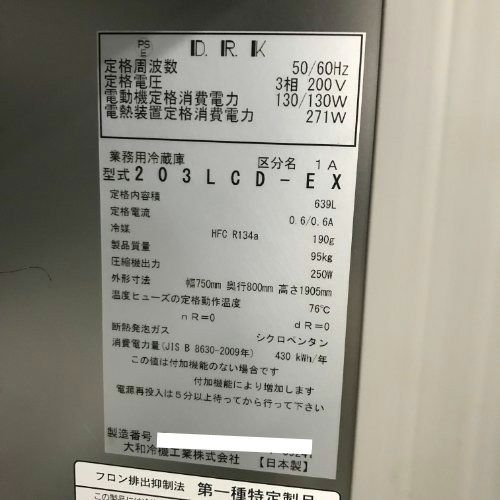 PS E D.R.K
定格周波数 50/60Hz
定格電圧 3相 200V
電動機定格消費電力 130/130W
電熱装置定格消費電力 271W
業務用冷蔵庫 区分名 1A
型式 203LCD-EX
定格内容積 639L
定格電流 0.6/0.6A
冷媒 HFC R134a 190g
製品質量 95kg
圧縮機出力 250W
外形寸法 幅750mm 奥行800mm 高さ1905mm
温度ヒューズの定格動作温度 76℃
nR=0 dR=0
断熱発泡ガス シクロペンタン
消費電力量(JIS B 8630-2009年) 430 kWh/年
この値は付加機能のない場合です
付加機能により増加します
電源再投入は5分以上待ってから行って下さい
製造番号
大和冷機工業株式会社 【日本製】
フロン排出抑制法 第一種特定製品